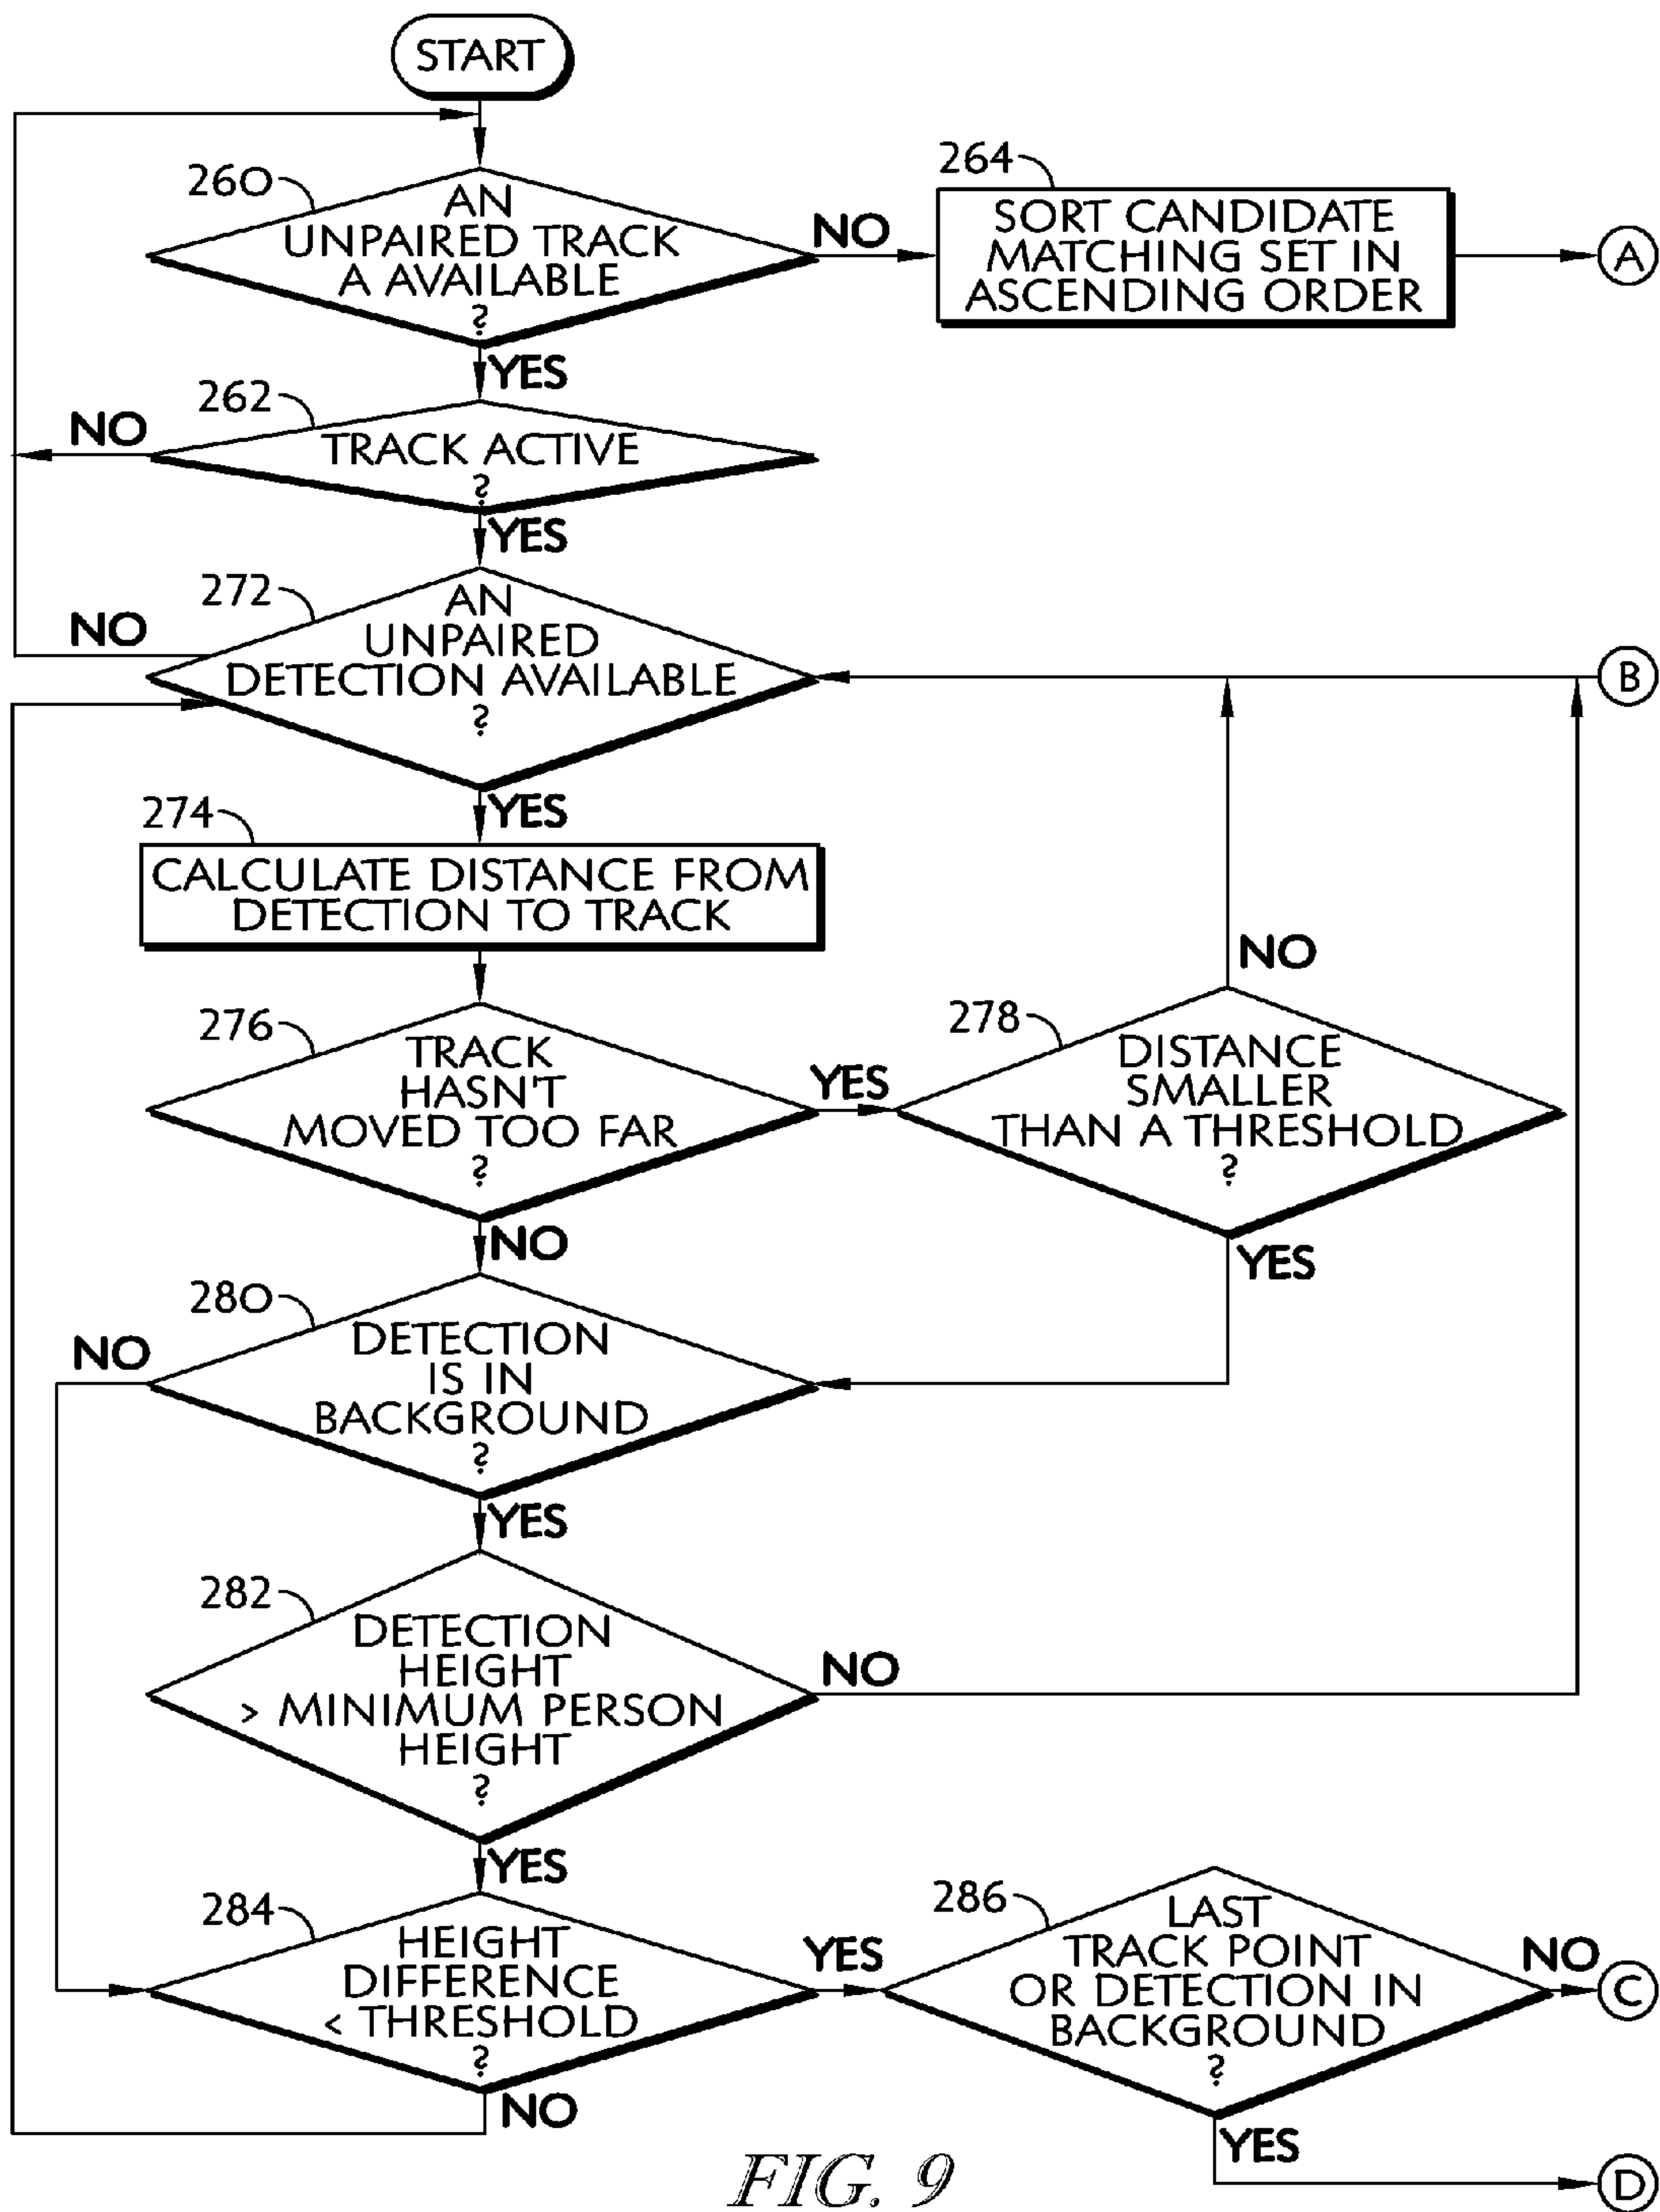 START
260
AN
UNPAIRED TRACK
A AVAILABLE
?
NO
264
SORT CANDIDATE
MATCHING SET IN
ASCENDING ORDER
A
YES
262
NO
TRACK ACTIVE
?
YES
272
NO
AN
UNPAIRED
DETECTION AVAILABLE
?
B
YES
274
CALCULATE DISTANCE FROM
DETECTION TO TRACK
276
TRACK
HASN'T
MOVED TOO FAR
?
YES
NO
278
DISTANCE
SMALLER
THAN A THRESHOLD
?
NO
YES
280
NO
DETECTION
IS IN
BACKGROUND
?
YES
282
DETECTION
HEIGHT
> MINIMUM PERSON
HEIGHT
?
NO
YES
284
HEIGHT
DIFFERENCE
< THRESHOLD
?
YES
NO
286
LAST
TRACK POINT
OR DETECTION IN
BACKGROUND
?
NO
C
YES
D
FIG. 9